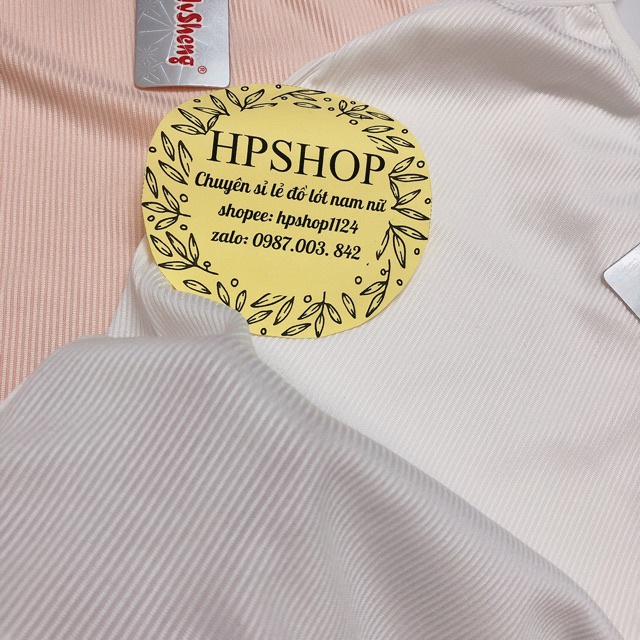 HPSHOP
Chuyên sỉ lẻ đồ lót nam nữ
shopee: hpshop1124
zalo: 0987.003. 842